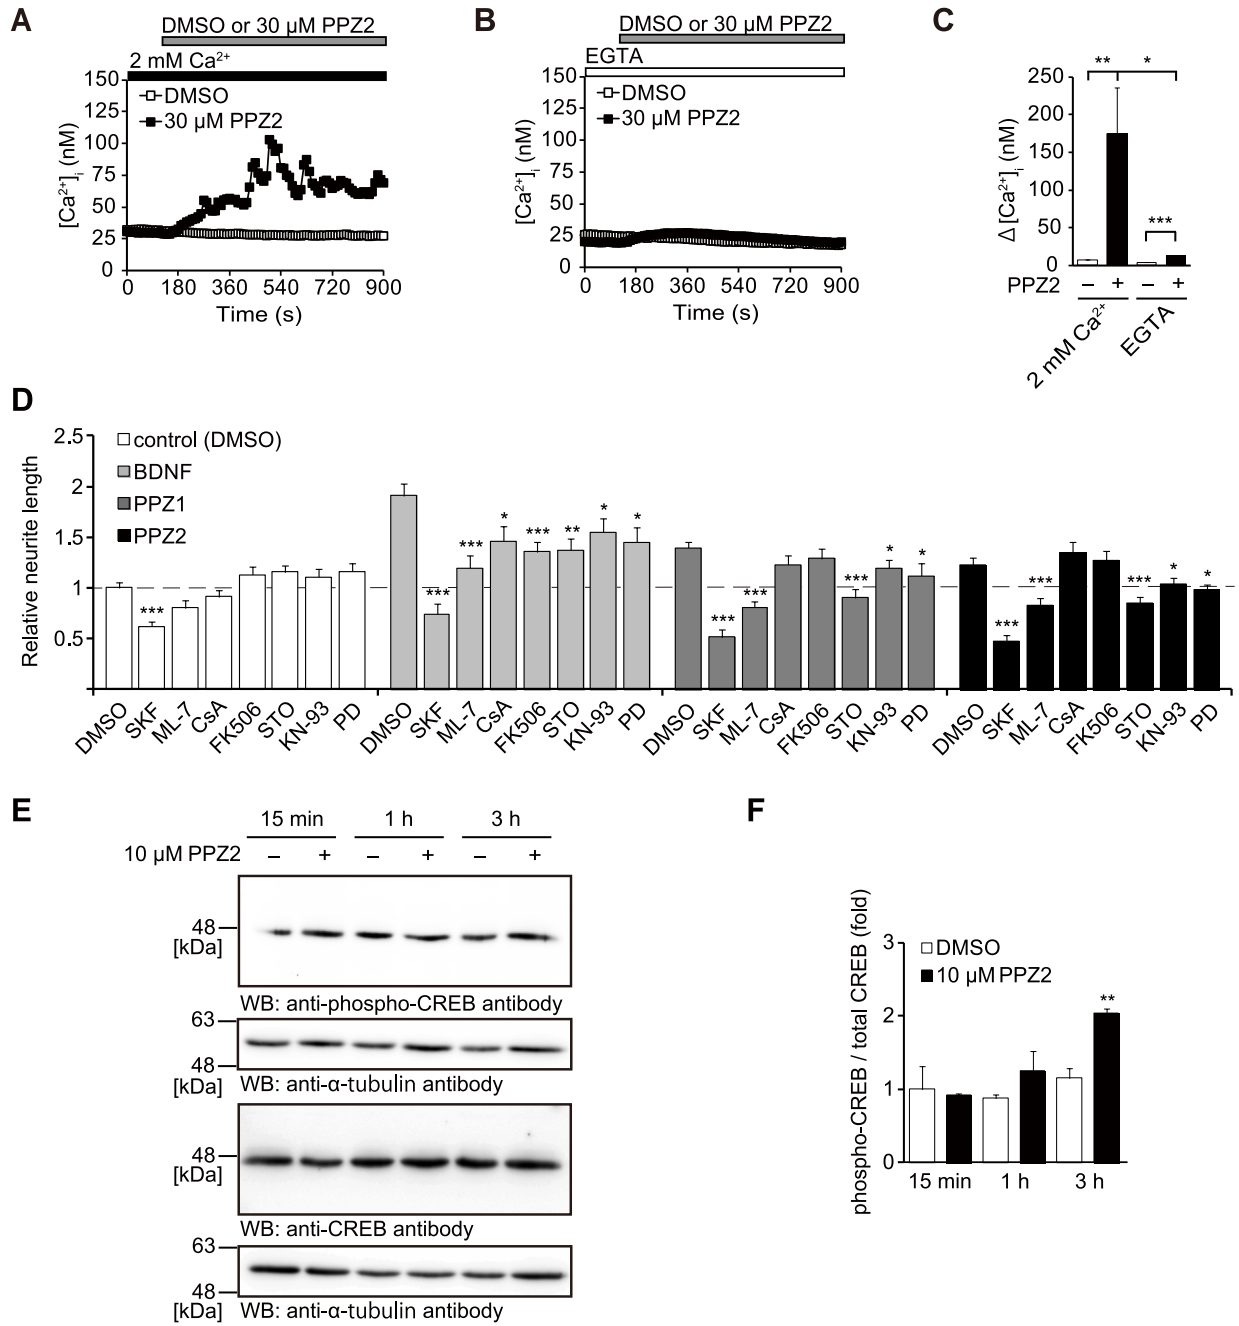 A
DMSO or 30 µM PPZ2
2 mM Ca²⁺
150
125
100
75
50
25
0
[Ca²⁺]i (nM)
DMSO
30 µM PPZ2
0 180 360 540 720 900
Time (s)
B
DMSO or 30 µM PPZ2
EGTA
150
125
100
75
50
25
0
[Ca²⁺]i (nM)
DMSO
30 µM PPZ2
0 180 360 540 720 900
Time (s)
C
** *
250
200
150
100
50
0
Δ [Ca²⁺]i (nM)
***
PPZ2 – + – +
2 mM Ca²⁺ EGTA
D
2.5
2
1.5
1
0.5
Relative neurite length
control (DMSO)
BDNF
PPZ1
PPZ2
*** *** *** * *** ** * * *** *** *** * * *** *** *** * *
DMSO SKF ML-7 CsA FK506 STO KN-93 PD DMSO SKF ML-7 CsA FK506 STO KN-93 PD DMSO SKF ML-7 CsA FK506 STO KN-93 PD DMSO SKF ML-7 CsA FK506 STO KN-93 PD
E
15 min 1 h 3 h
10 µM PPZ2 – + – + – +
48
[kDa]
WB: anti-phospho-CREB antibody
63
48
[kDa] WB: anti-α-tubulin antibody
48
[kDa]
WB: anti-CREB antibody
63
48
[kDa] WB: anti-α-tubulin antibody
F
3
2
1
0
phospho-CREB / total CREB (fold)
DMSO
10 µM PPZ2
**
15 min 1 h 3 h